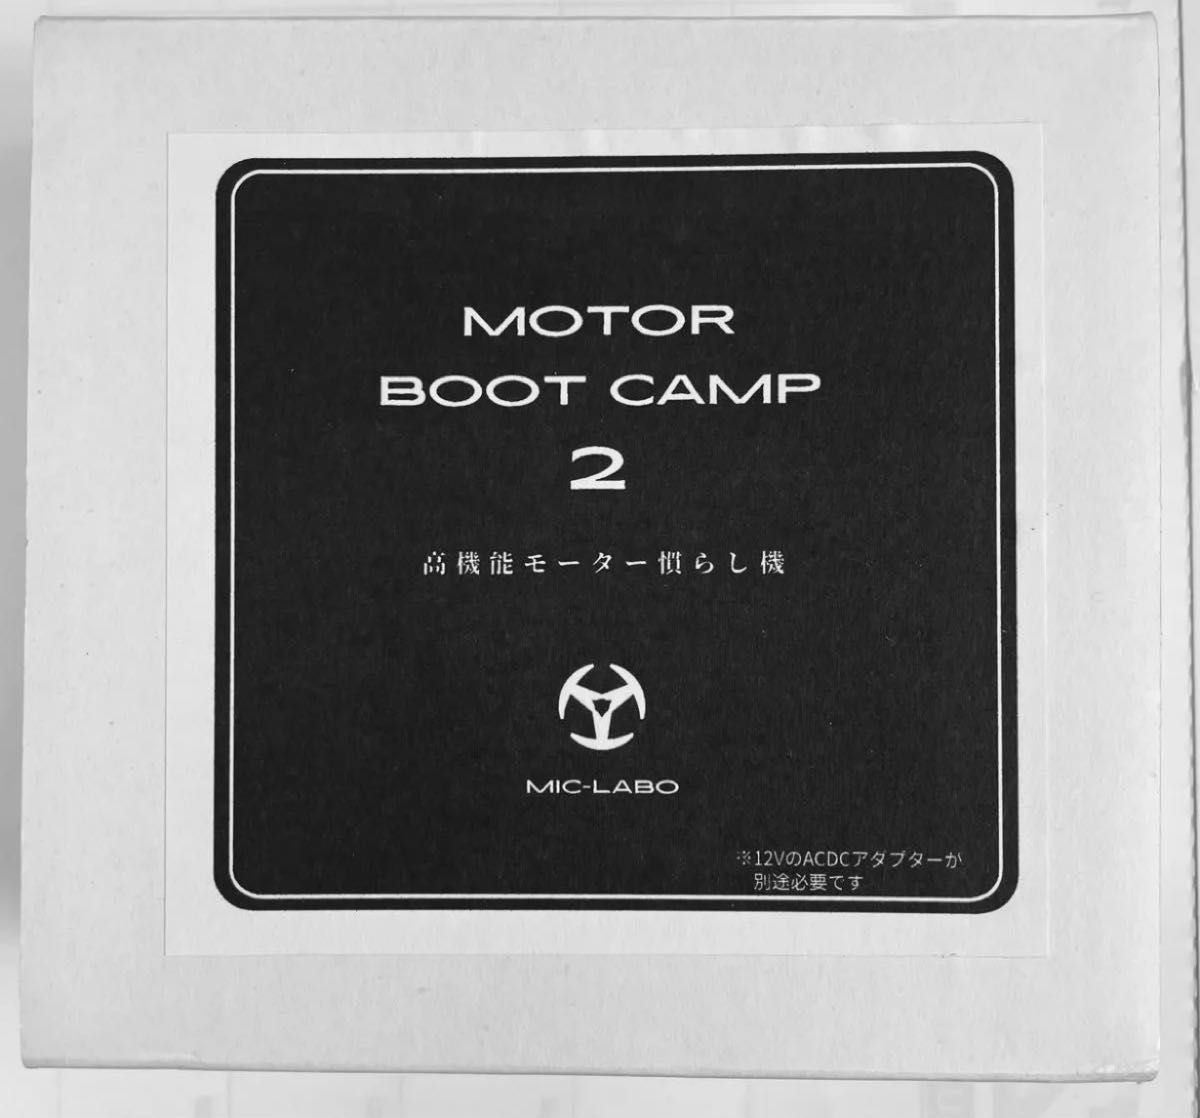 MOTOR
BOOT CAMP
2
高機能モーター慣らし機
MIC-LABO
※12VのACDCアダプターが
別途必要です